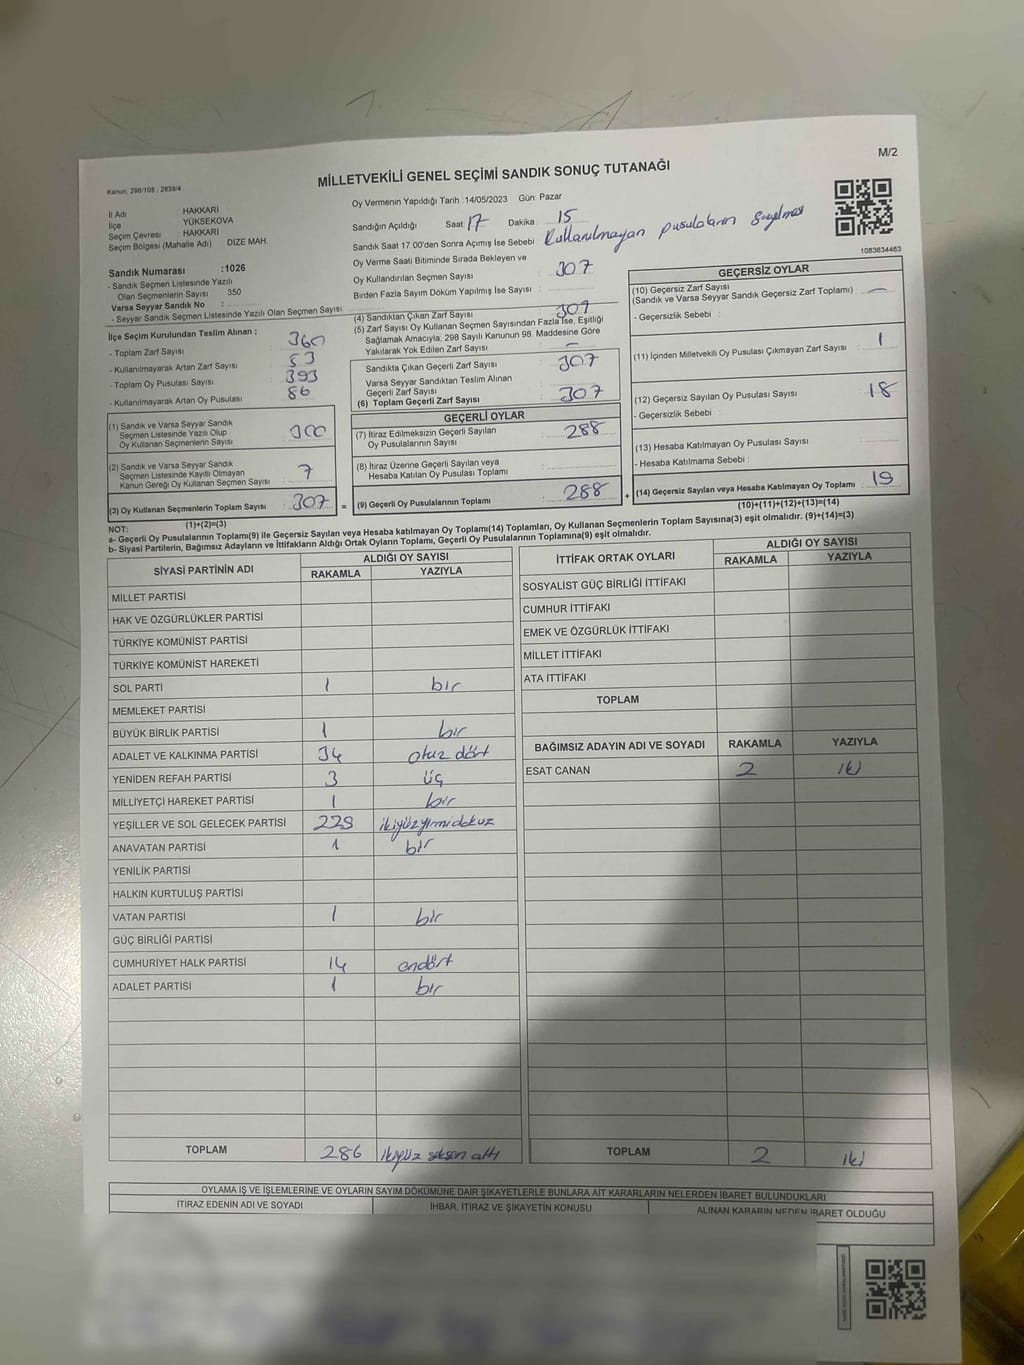 M/2
Kanun: 298/105 ; 2839/4
MİLLETVEKİLİ GENEL SEÇİMİ SANDIK SONUÇ TUTANAĞI
İl Adı HAKKARİ
İlçe YÜKSEKOVA
Seçim Çevresi HAKKARİ
Seçim Bölgesi (Mahalle Adı) DİZE MAH.
Sandık Numarası :1026
- Sandık Seçmen Listesinde Yazılı
Olan Seçmenlerin Sayısı 350
Varsa Seyyar Sandık No :
- Seyyar Sandık Seçmen Listesinde Yazılı Olan Seçmen Sayısı
Oy Vermenin Yapıldığı Tarih :14/05/2023 Gün: Pazar
Sandığın Açıldığı Saat 17 Dakika : 15
Sandık Saat 17:00'den Sonra Açımış İse Sebebi Kullanılmayan pusulaların sayılması
Oy Verme Saati Bitiminde Sırada Bekleyen ve
Oy Kullandırılan Seçmen Sayısı 307
Birden Fazla Sayım Döküm Yapılmış İse Sayısı :
1083634463
İlçe Seçim Kurulundan Teslim Alınan ;
- Toplam Zarf Sayısı 360
- Kullanılmayarak Artan Zarf Sayısı 53
- Toplam Oy Pusulası Sayısı 393
- Kullanılmayarak Artan Oy Pusulası 86
(1) Sandık ve Varsa Seyyar Sandık
Seçmen Listesinde Yazılı Olup
Oy Kullanan Seçmenlerin Sayısı 300
(2) Sandık ve Varsa Seyyar Sandık
Seçmen Listesinde Kayıtlı Olmayan
Kanun Gereği Oy Kullanan Seçmen Sayısı : 7
(3) Oy Kullanan Seçmenlerin Toplam Sayısı : 307 =
(1)+(2)=(3)
(4) Sandıktan Çıkan Zarf Sayısı 307
(5) Zarf Sayısı Oy Kullanan Seçmen Sayısından Fazla İse, Eşitliği
Sağlamak Amacıyla; 298 Sayılı Kanunun 98. Maddesine Göre
Yakılarak Yok Edilen Zarf Sayısı –
Sandıkta Çıkan Geçerli Zarf Sayısı 307
Varsa Seyyar Sandıktan Teslim Alınan
Geçerli Zarf Sayısı
(6) Toplam Geçerli Zarf Sayısı : 307
GEÇERLİ OYLAR
(7) İtiraz Edilmeksizin Geçerli Sayılan
Oy Pusulalarının Sayısı : 288
(8) İtiraz Üzerine Geçerli Sayılan veya
Hesaba Katılan Oy Pusulası Toplamı :
(9) Geçerli Oy Pusulalarının Toplamı : 288 +
GEÇERSİZ OYLAR
(10) Geçersiz Zarf Sayısı
(Sandık ve Varsa Seyyar Sandık Geçersiz Zarf Toplamı) : –
- Geçersizlik Sebebi :
(11) İçinden Milletvekili Oy Pusulası Çıkmayan Zarf Sayısı : 1
(12) Geçersiz Sayılan Oy Pusulası Sayısı : 18
- Geçersizlik Sebebi :
(13) Hesaba Katılmayan Oy Pusulası Sayısı :
- Hesaba Katılmama Sebebi :
(14) Geçersiz Sayılan veya Hesaba Katılmayan Oy Toplamı : 19
(10)+(11)+(12)+(13)=(14)
NOT:
a- Geçerli Oy Pusulalarının Toplamı(9) ile Geçersiz Sayılan veya Hesaba katılmayan Oy Toplamı(14) Toplamları, Oy Kullanan Seçmenlerin Toplam Sayısına(3) eşit olmalıdır. (9)+(14)=(3)
b- Siyasi Partilerin, Bağımsız Adayların ve İttifakların Aldığı Ortak Oyların Toplamı, Geçerli Oy Pusulalarının Toplamına(9) eşit olmalıdır.
SİYASİ PARTİNİN ADI ALDIĞI OY SAYISI
RAKAMLA YAZIYLA
MİLLET PARTİSİ
HAK VE ÖZGÜRLÜKLER PARTİSİ
TÜRKİYE KOMÜNİST PARTİSİ
TÜRKİYE KOMÜNİST HAREKETİ
SOL PARTİ 1 bir
MEMLEKET PARTİSİ
BÜYÜK BİRLİK PARTİSİ 1 bir
ADALET VE KALKINMA PARTİSİ 34 otuz dört
YENİDEN REFAH PARTİSİ 3 üç
MİLLİYETÇİ HAREKET PARTİSİ 1 bir
YEŞİLLER VE SOL GELECEK PARTİSİ 229 ikiyüzyirmidokuz
ANAVATAN PARTİSİ 1 bir
YENİLİK PARTİSİ
HALKIN KURTULUŞ PARTİSİ
VATAN PARTİSİ 1 bir
GÜÇ BİRLİĞİ PARTİSİ
CUMHURİYET HALK PARTİSİ 14 ondört
ADALET PARTİSİ 1 bir
TOPLAM 286 ikiyüz seksen altı
İTTİFAK ORTAK OYLARI ALDIĞI OY SAYISI
RAKAMLA YAZIYLA
SOSYALİST GÜÇ BİRLİĞİ İTTİFAKI
CUMHUR İTTİFAKI
EMEK VE ÖZGÜRLÜK İTTİFAKI
MİLLET İTTİFAKI
ATA İTTİFAKI
TOPLAM
BAĞIMSIZ ADAYIN ADI VE SOYADI RAKAMLA YAZIYLA
ESAT CANAN 2 iki
TOPLAM 2 iki
OYLAMA İŞ VE İŞLEMLERİNE VE OYLARIN SAYIM DÖKÜMÜNE DAİR ŞİKAYETLERLE BUNLARA AİT KARARLARIN NELERDEN İBARET BULUNDUKLARI
İTİRAZ EDENİN ADI VE SOYADI İHBAR, İTİRAZ VE ŞİKAYETİN KONUSU ALINAN KARARIN NEDEN İBARET OLDUĞU